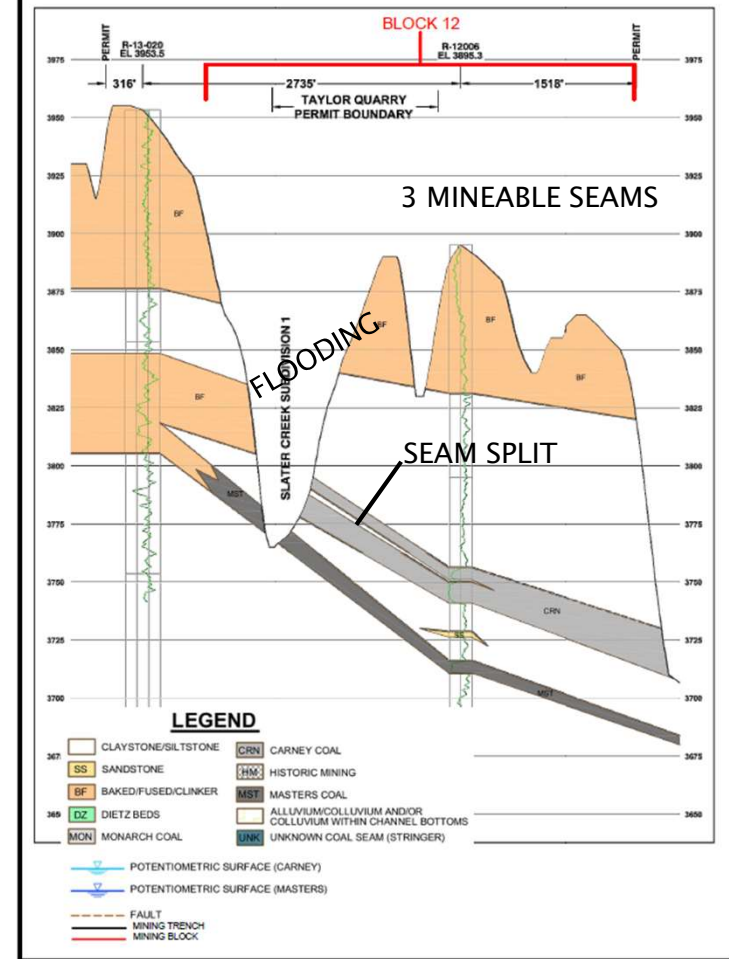 BLOCK 12
PERMIT
R-13-020
EL 3953.5
R-12006
EL 3895.3
PERMIT
3975
316'
2735'
1518'
3975
TAYLOR QUARRY
PERMIT BOUNDARY
3950
3950
3925
3925
3 MINEABLE SEAMS
BF
3900
3900
3875
3875
FLOODING
BF
BF
3850
3850
BF
BF
SLATER CREEK SUBDIVISION 1
3825
3825
SEAM SPLIT
3800
3800
MST
3775
3775
3750
3750
CRN
3725
SS
3725
3700
MST
3700
LEGEND
367
3675
CLAYSTONE/SILTSTONE
CRN CARNEY COAL
SS SANDSTONE
HM HISTORIC MINING
BF BAKED/FUSED/CLINKER
MST MASTERS COAL
365
3650
DZ DIETZ BEDS
ALLUVIUM/COLLUVIUM AND/OR
COLLUVIUM WITHIN CHANNEL BOTTOMS
MON MONARCH COAL
UNK UNKNOWN COAL SEAM (STRINGER)
POTENTIOMETRIC SURFACE (CARNEY)
POTENTIOMETRIC SURFACE (MASTERS)
FAULT
MINING TRENCH
MINING BLOCK